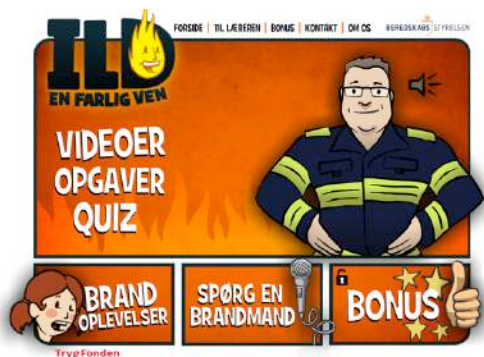 ILD
EN FARLIG VEN
FORSIDE | TIL LÆREREN | BONUS | KONTAKT | OM OS
BEREDSKABSSTYRELSEN
VIDEOER
OPGAVER
QUIZ
BRAND
OPLEVELSER
SPØRG EN
BRANDMAND
BONUS
TrygFonden